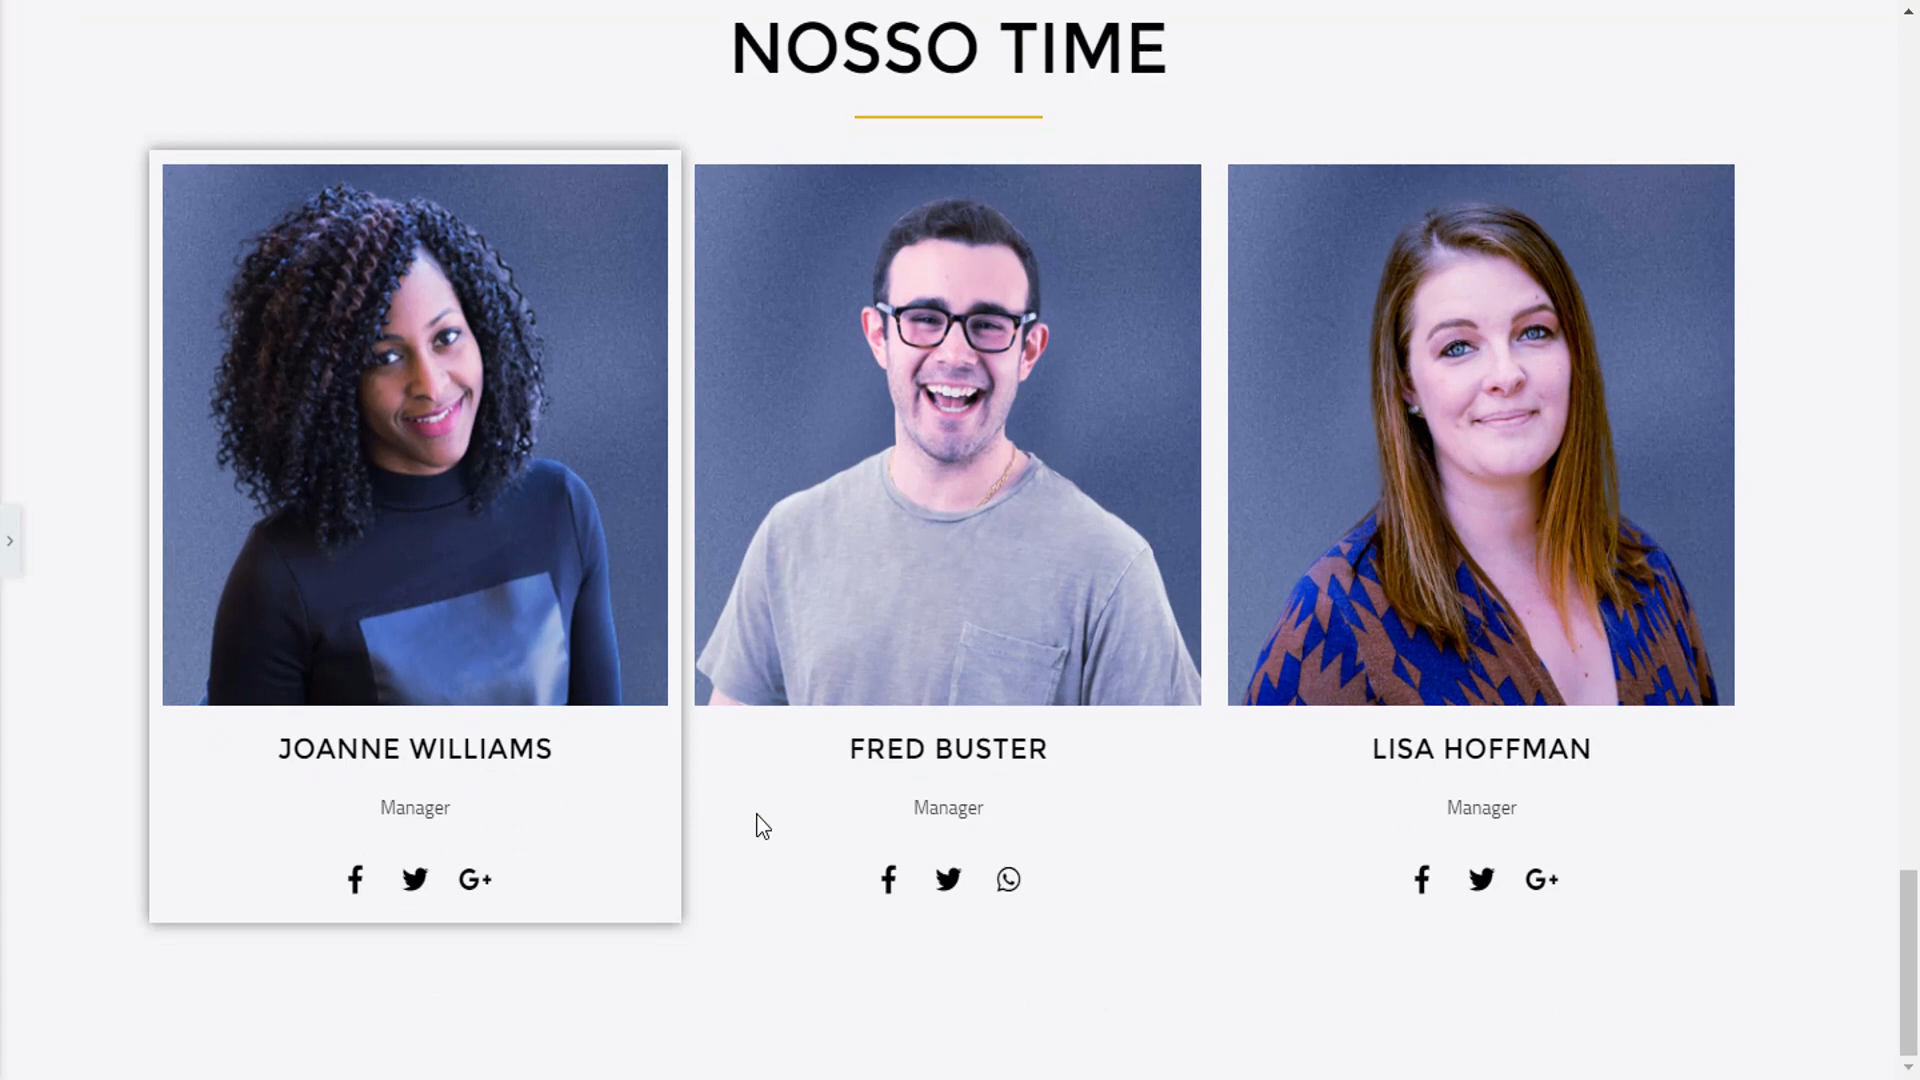 NOSSO TIME
JOANNE WILLIAMS
Manager
FRED BUSTER
Manager
LISA HOFFMAN
Manager